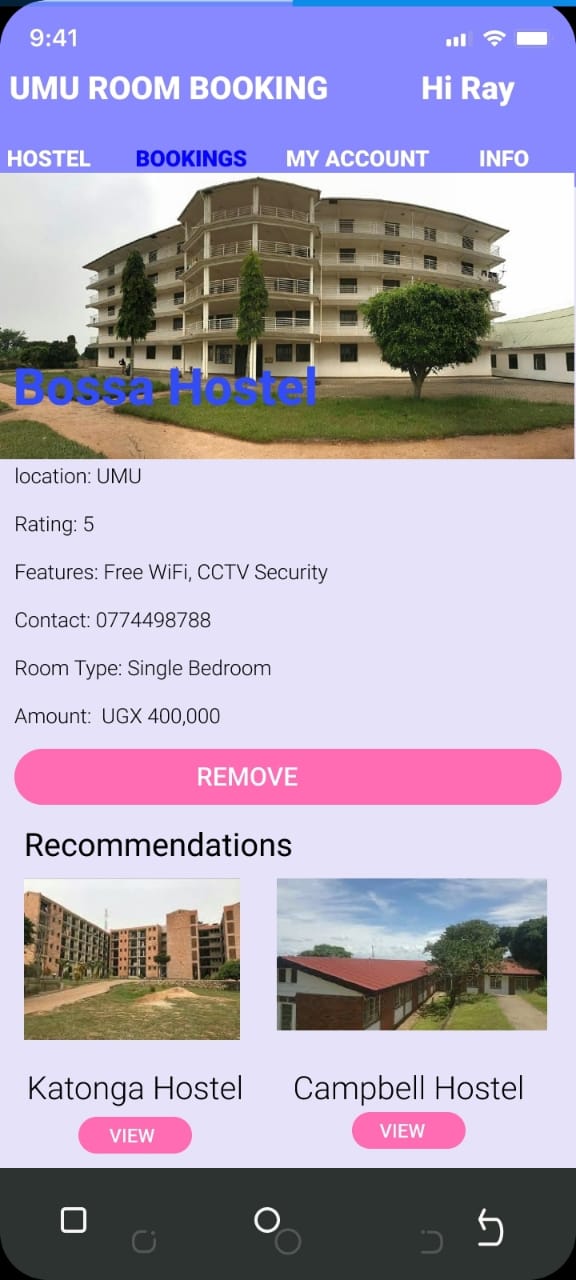 9:41
UMU ROOM BOOKING Hi Ray
HOSTEL BOOKINGS MY ACCOUNT INFO
Bossa Hostel
location: UMU
Rating: 5
Features: Free WiFi, CCTV Security
Contact: 0774498788
Room Type: Single Bedroom
Amount: UGX 400,000
REMOVE
Recommendations
Katonga Hostel Campbell Hostel
VIEW VIEW